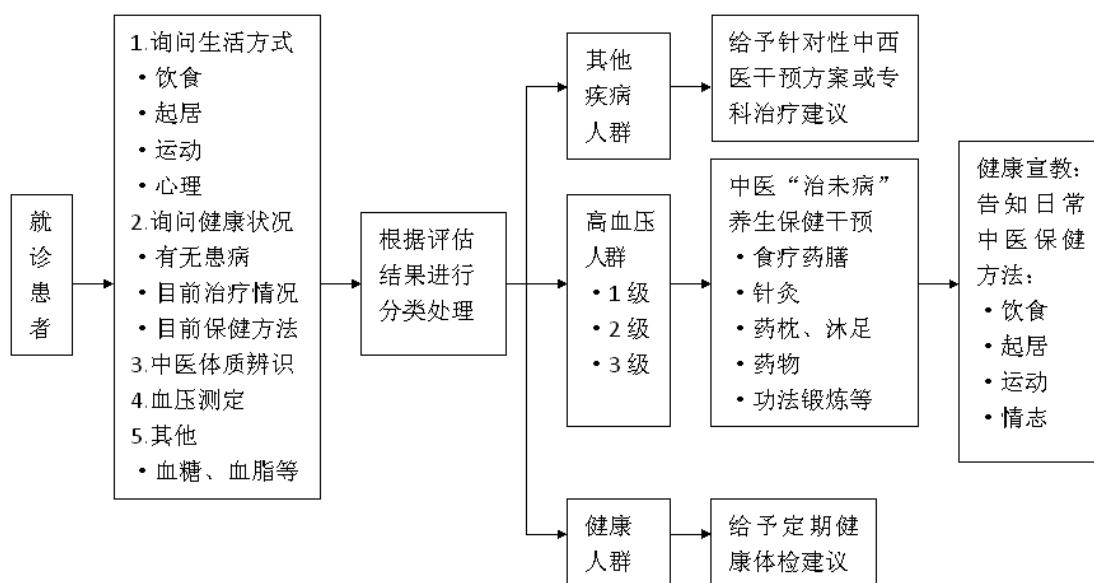 就
诊
患
者
1.询问生活方式
·饮食
·起居
·运动
·心理
2.询问健康状况
·有无患病
·目前治疗情况
·目前保健方法
3.中医体质辨识
4.血压测定
5.其他
·血糖、血脂等
根据评估
结果进行
分类处理
其他
疾病
人群
给予针对性中西
医干预方案或专
科治疗建议
高血压
人群
·1级
·2级
·3级
中医“治未病”
养生保健干预
·食疗药膳
·针灸
·药枕、沐足
·药物
·功法锻炼等
健康宣教：
告知日常
中医保健
方法：
·饮食
·起居
·运动
·情志
健康
人群
给予定期健
康体检建议